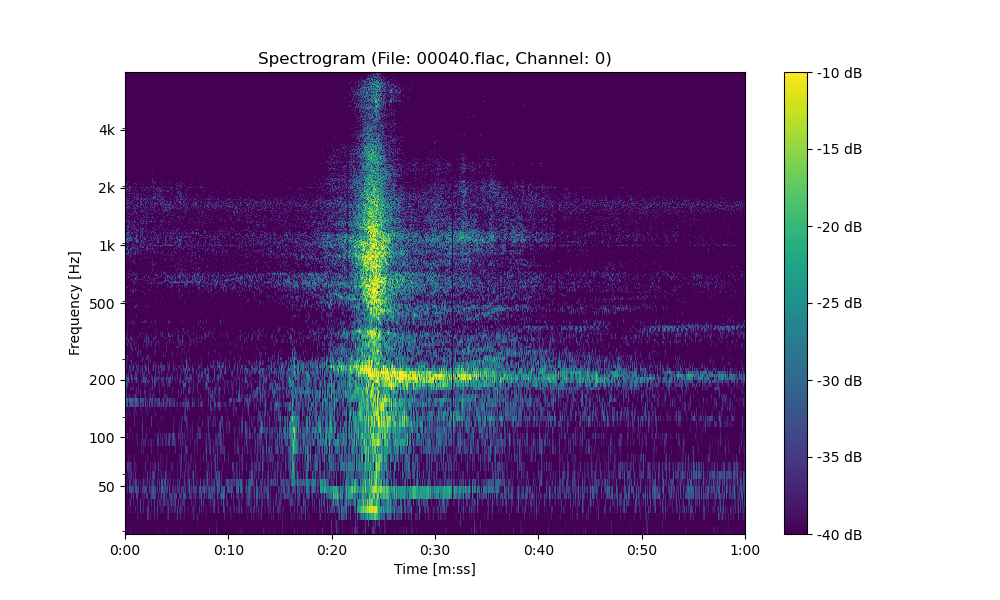 Spectrogram (File: 00040.flac, Channel: 0)
Frequency [Hz]
4k
2k
1k
500
200
100
50
0:00 0:10 0:20 0:30 0:40 0:50 1:00
Time [m:ss]
-10 dB
-15 dB
-20 dB
-25 dB
-30 dB
-35 dB
-40 dB